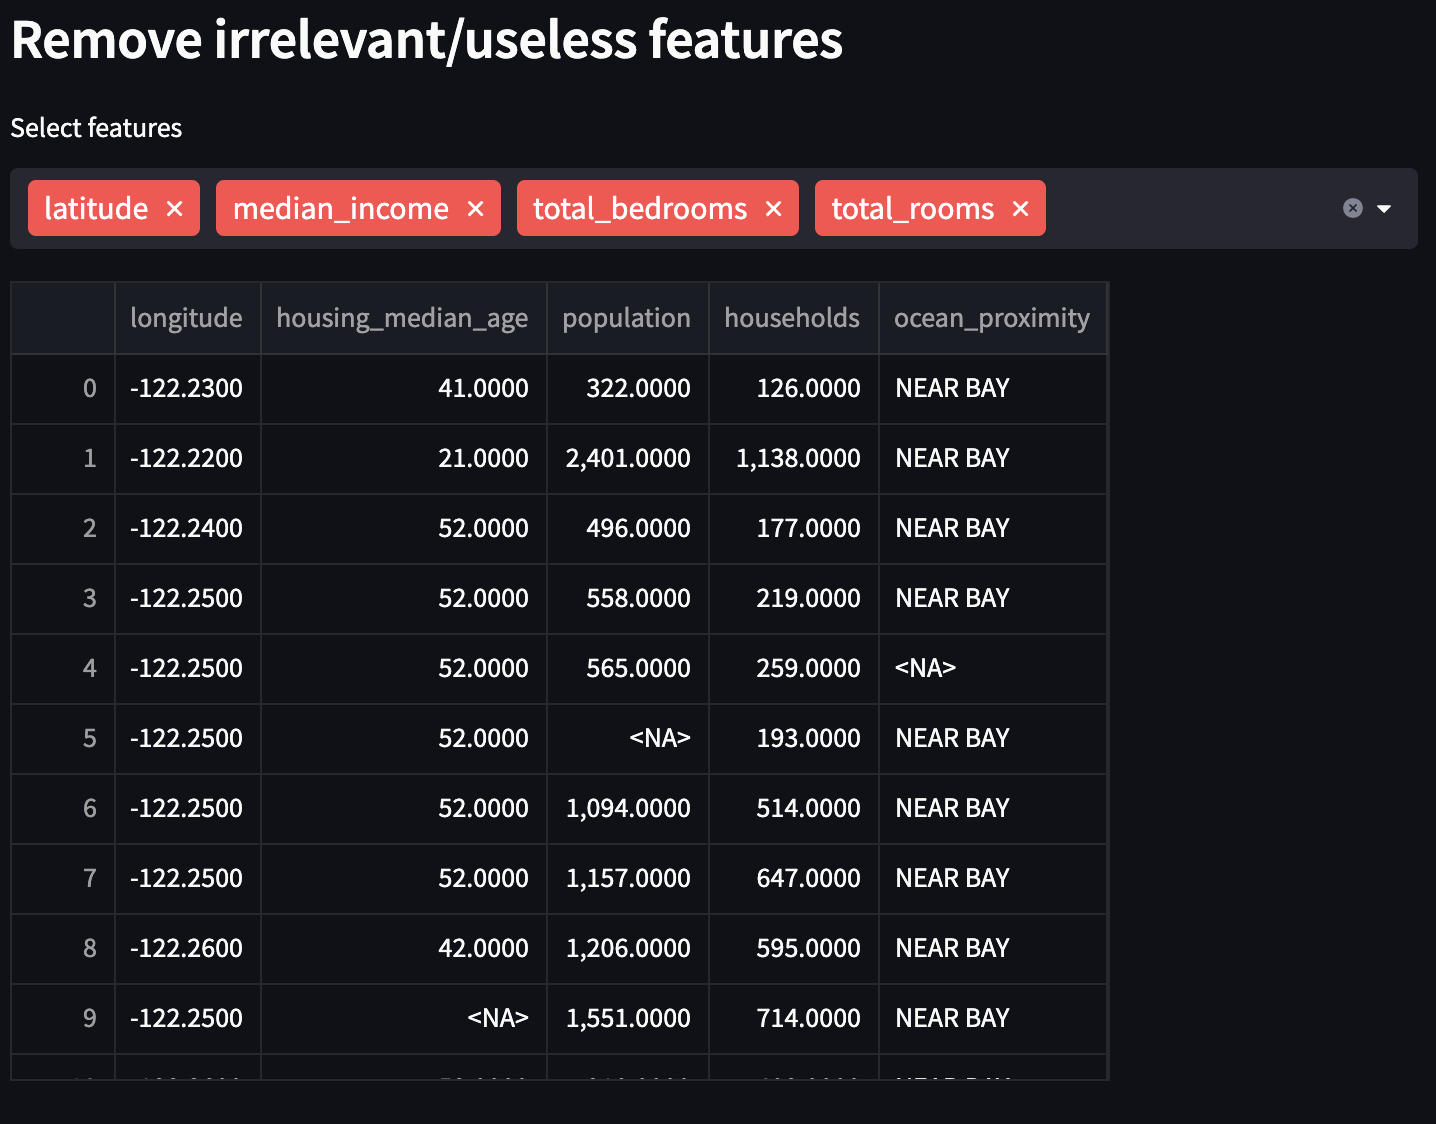 Remove irrelevant/useless features
Select features
latitude × median_income × total_bedrooms × total_rooms ×
longitude housing_median_age population households ocean_proximity
0 -122.2300 41.0000 322.0000 126.0000 NEAR BAY
1 -122.2200 21.0000 2,401.0000 1,138.0000 NEAR BAY
2 -122.2400 52.0000 496.0000 177.0000 NEAR BAY
3 -122.2500 52.0000 558.0000 219.0000 NEAR BAY
4 -122.2500 52.0000 565.0000 259.0000 <NA>
5 -122.2500 52.0000 <NA> 193.0000 NEAR BAY
6 -122.2500 52.0000 1,094.0000 514.0000 NEAR BAY
7 -122.2500 52.0000 1,157.0000 647.0000 NEAR BAY
8 -122.2600 42.0000 1,206.0000 595.0000 NEAR BAY
9 -122.2500 <NA> 1,551.0000 714.0000 NEAR BAY